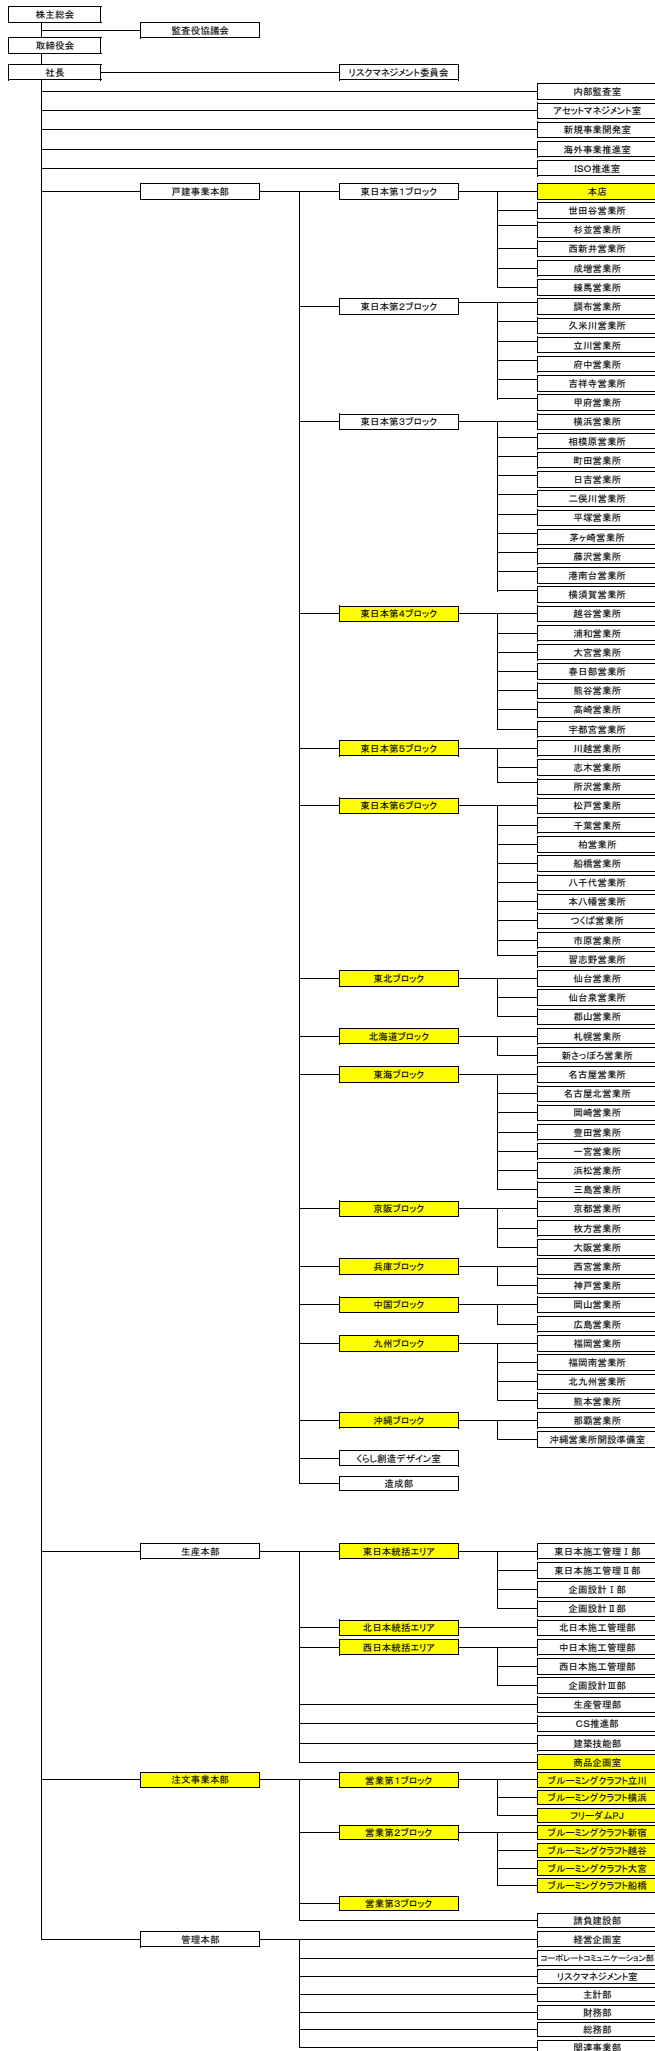 株主総会
監査役協議会
取締役会
社長
リスクマネジメント委員会
内部監査室
アセットマネジメント室
新規事業開発室
海外事業推進室
ISO推進室
戸建事業本部
東日本第1ブロック
本店
世田谷営業所
杉並営業所
西新井営業所
成増営業所
練馬営業所
東日本第2ブロック
調布営業所
久米川営業所
立川営業所
府中営業所
吉祥寺営業所
甲府営業所
東日本第3ブロック
横浜営業所
相模原営業所
町田営業所
日吉営業所
二俣川営業所
平塚営業所
茅ヶ崎営業所
藤沢営業所
港南台営業所
横須賀営業所
東日本第4ブロック
越谷営業所
浦和営業所
大宮営業所
春日部営業所
熊谷営業所
高崎営業所
宇都宮営業所
東日本第5ブロック
川越営業所
志木営業所
所沢営業所
東日本第6ブロック
松戸営業所
千葉営業所
柏営業所
船橋営業所
八千代営業所
本八幡営業所
つくば営業所
市原営業所
習志野営業所
東北ブロック
仙台営業所
仙台泉営業所
郡山営業所
北海道ブロック
札幌営業所
新さっぽろ営業所
東海ブロック
名古屋営業所
名古屋北営業所
岡崎営業所
豊田営業所
一宮営業所
浜松営業所
三島営業所
京阪ブロック
京都営業所
枚方営業所
大阪営業所
兵庫ブロック
西宮営業所
神戸営業所
中国ブロック
岡山営業所
広島営業所
九州ブロック
福岡営業所
福岡南営業所
北九州営業所
熊本営業所
沖縄ブロック
那覇営業所
沖縄営業所開設準備室
くらし創造デザイン室
造成部
生産本部
東日本統括エリア
東日本施工管理Ⅰ部
東日本施工管理Ⅱ部
企画設計Ⅰ部
企画設計Ⅱ部
北日本統括エリア
北日本施工管理部
西日本統括エリア
中日本施工管理部
西日本施工管理部
企画設計Ⅲ部
生産管理部
CS推進部
建築技能部
商品企画室
注文事業本部
営業第1ブロック
ブルーミングクラフト立川
ブルーミングクラフト横浜
フリーダムPJ
営業第2ブロック
ブルーミングクラフト新宿
ブルーミングクラフト越谷
ブルーミングクラフト大宮
ブルーミングクラフト船橋
営業第3ブロック
請負建設部
管理本部
経営企画室
コーポレートコミュニケーション部
リスクマネジメント室
主計部
財務部
総務部
関連事業部